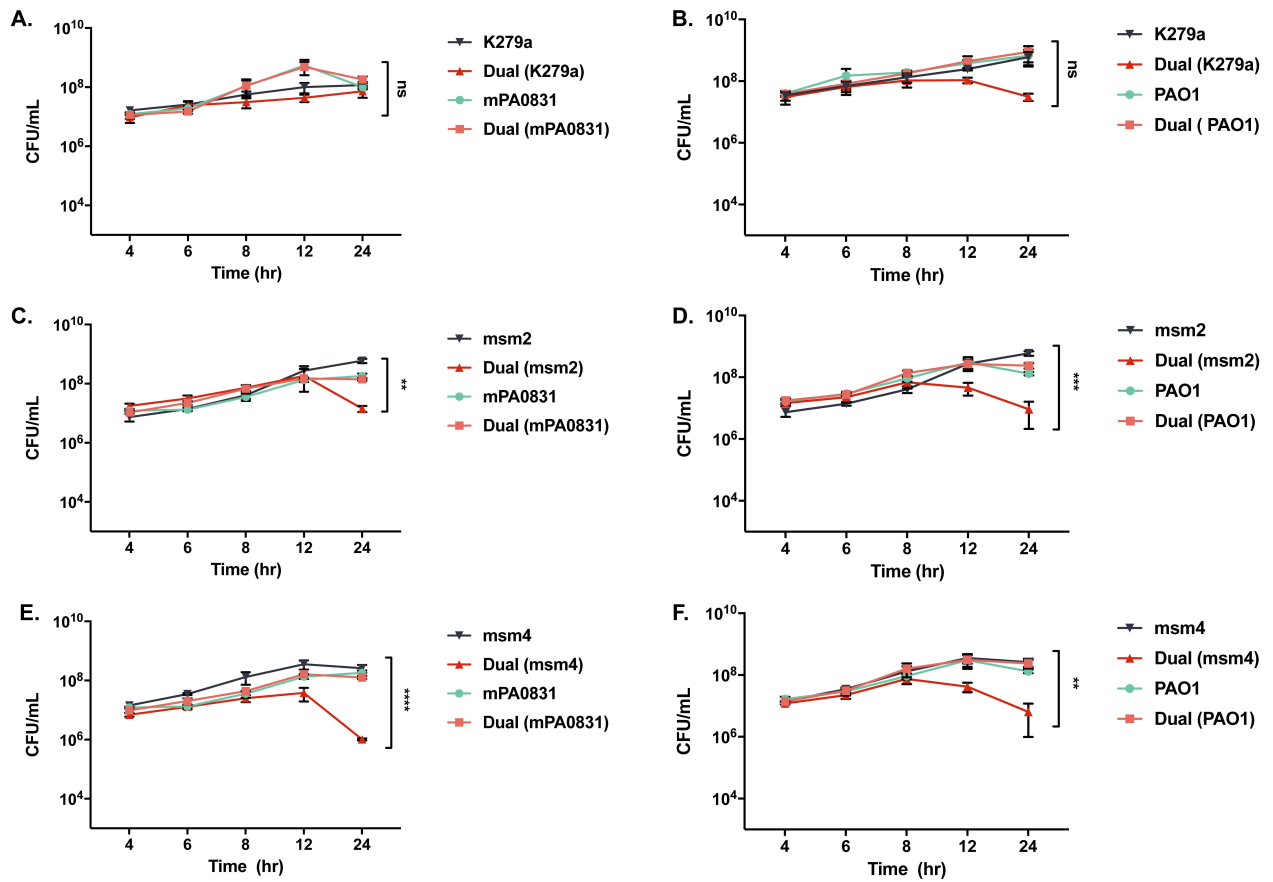 A.
10^10
10^8
10^6
10^4
CFU/mL
4 6 8 12 24
Time (hr)
K279a
Dual (K279a)
mPA0831
Dual (mPA0831)
ns
B.
10^10
10^8
10^6
10^4
CFU/mL
4 6 8 12 24
Time (hr)
K279a
Dual (K279a)
PAO1
Dual ( PAO1)
ns
C.
10^10
10^8
10^6
10^4
CFU/mL
4 6 8 12 24
Time (hr)
msm2
Dual (msm2)
mPA0831
Dual (mPA0831)
**
D.
10^10
10^8
10^6
10^4
CFU/mL
4 6 8 12 24
Time (hr)
msm2
Dual (msm2)
PAO1
Dual (PAO1)
***
E.
10^10
10^8
10^6
10^4
CFU/mL
4 6 8 12 24
Time (hr)
msm4
Dual (msm4)
mPA0831
Dual (mPA0831)
****
F.
10^10
10^8
10^6
10^4
CFU/mL
4 6 8 12 24
Time (hr)
msm4
Dual (msm4)
PAO1
Dual (PAO1)
**